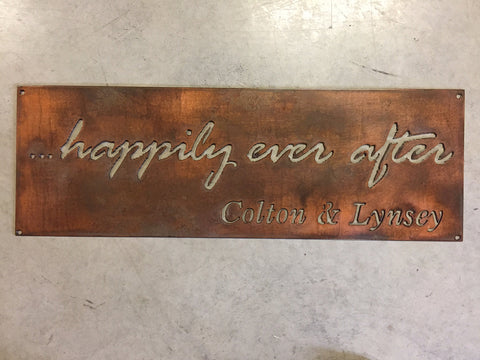 ...happily ever after
Colton & Lynsey